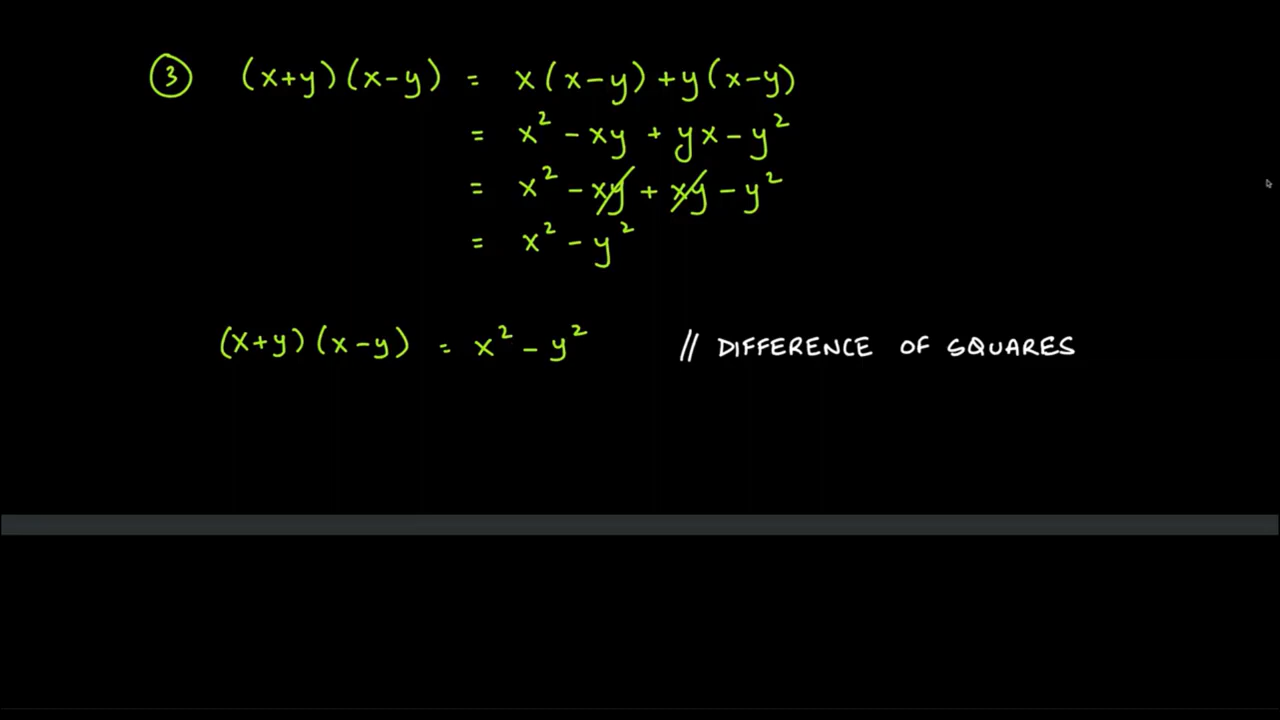 ③ (x+y)(x-y) = x(x-y)+y(x-y)
= x² - xy + yx - y²
= x² - xy + xy - y²
= x² - y²
(x+y)(x-y) = x² - y² // DIFFERENCE OF SQUARES